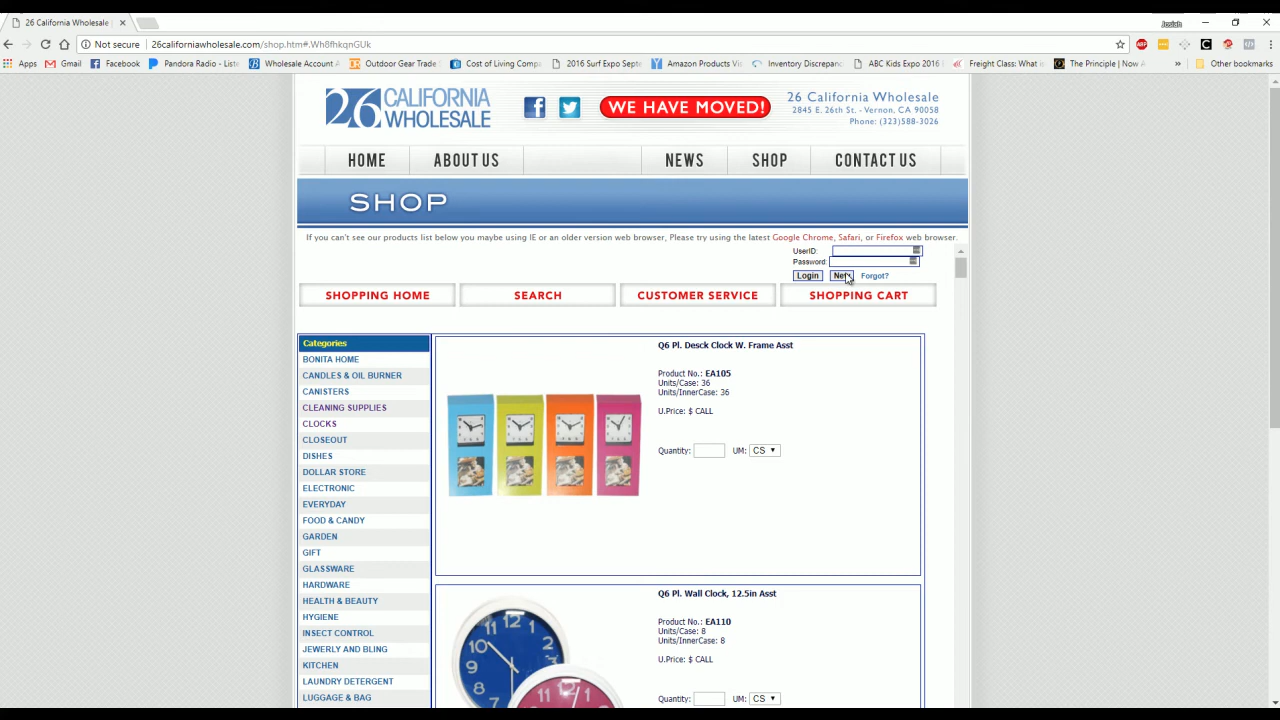 26 California Wholesale
Josiah
Not secure
26californiawholesale.com/shop.htm#.Wh8fhkqnGUk
Apps
Gmail
Facebook
Pandora Radio - Liste
Wholesale Account A
Outdoor Gear Trade S
Cost of Living Compa
2016 Surf Expo Septe
Amazon Products Vi
Inventory Discrepanc
ABC Kids Expo 2016
Freight Class: What is
The Principle | Now A
»
Other bookmarks
26 CALIFORNIA WHOLESALE
WE HAVE MOVED!
26 California Wholesale
2845 E. 26th St. - Vernon, CA 90058
Phone: (323)588-3026
HOME
ABOUT US
NEWS
SHOP
CONTACT US
SHOP
If you can't see our products list below you maybe using IE or an older version web browser, Please try using the latest Google Chrome, Safari, or Firefox web browser.
UserID:
Password:
Login
New
Forgot?
SHOPPING HOME
SEARCH
CUSTOMER SERVICE
SHOPPING CART
Categories
BONITA HOME
CANDLES & OIL BURNER
CANISTERS
CLEANING SUPPLIES
CLOCKS
CLOSEOUT
DISHES
DOLLAR STORE
ELECTRONIC
EVERYDAY
FOOD & CANDY
GARDEN
GIFT
GLASSWARE
HARDWARE
HEALTH & BEAUTY
HYGIENE
INSECT CONTROL
JEWERLY AND BLING
KITCHEN
LAUNDRY DETERGENT
LUGGAGE & BAG
Q6 Pl. Desck Clock W. Frame Asst
Product No.: EA105
Units/Case: 36
Units/InnerCase: 36
U.Price: $ CALL
Quantity:
UM: CS
Q6 Pl. Wall Clock, 12.5in Asst
Product No.: EA110
Units/Case: 8
Units/InnerCase: 8
U.Price: $ CALL
Quantity:
UM: CS